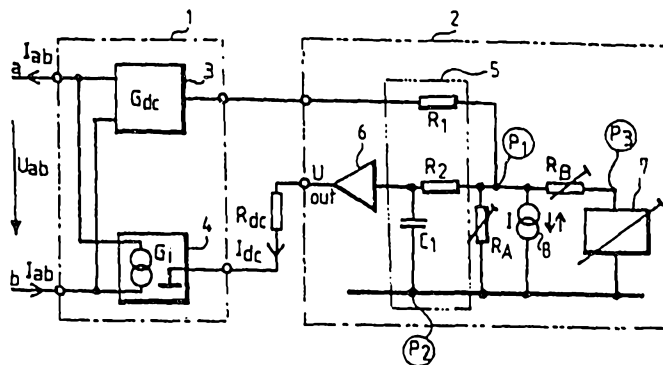 1
2
Iab
a
3
5
Gdc
R1
P1
P3
6
RB
7
Uab
U
out
R2
Rdc
Idc
C1
RA
I
8
4
Gi
b
Iab
P2